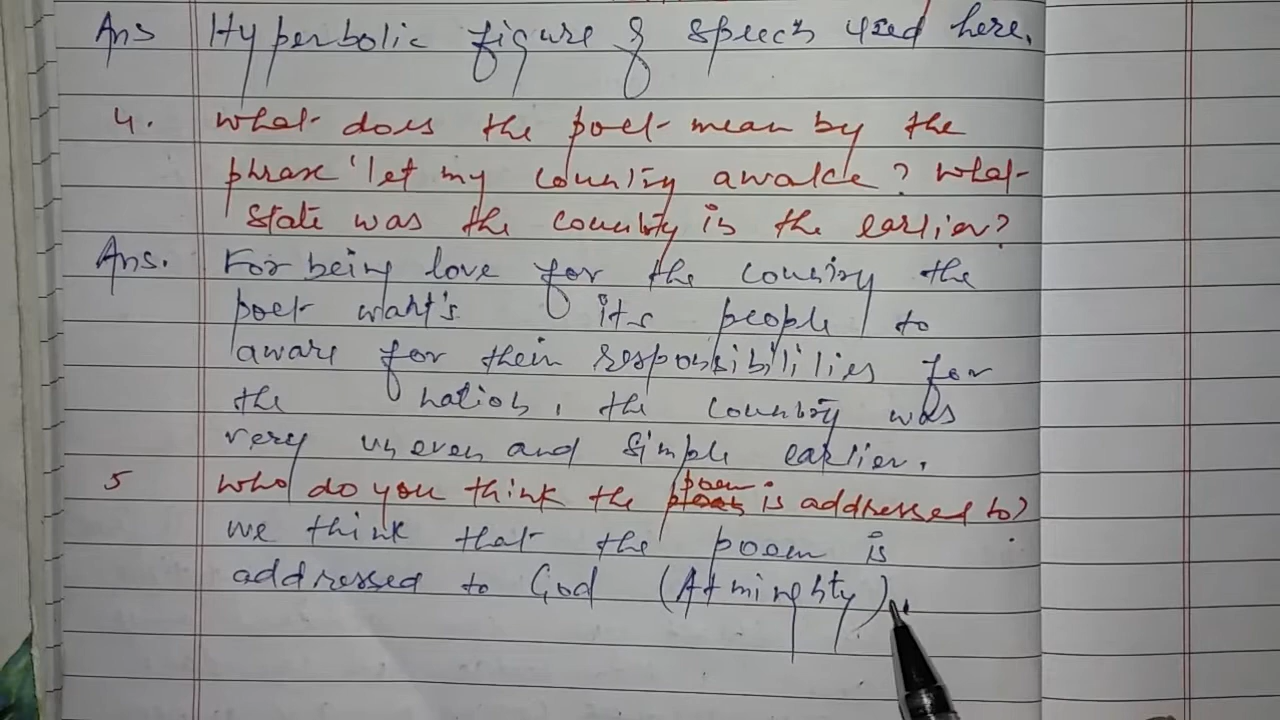 Ans Hyperbolic figure of speech used here.
4. what does the poet mean by the
phrase 'let my country awake? what
state was the country in the earlier?
Ans. For being love for the country the
poet want's its people to
aware for their responsibilities for
the nation, the country was
very uneven and simple earlier.
5 who do you think the poem is addressed to?
we think that the poem is
addressed to God (Atminghty)